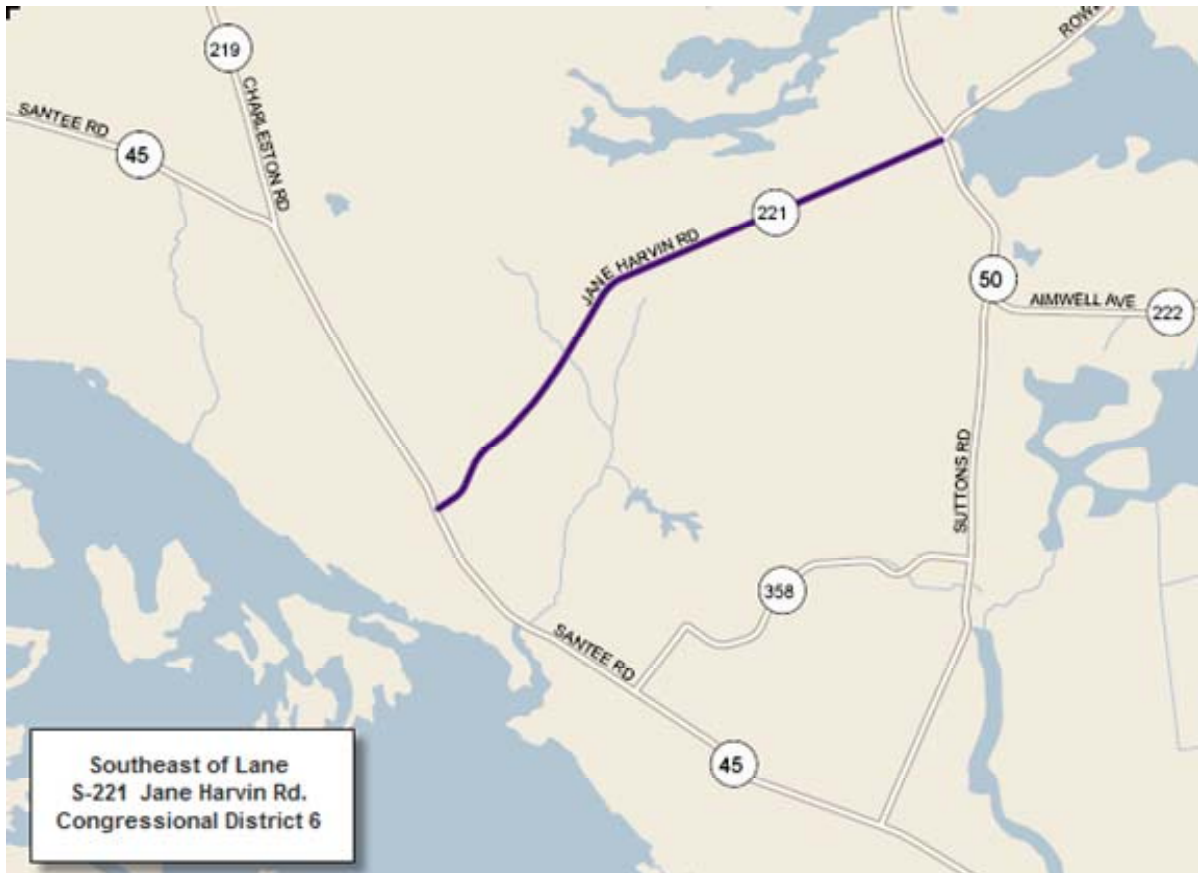 219
SANTEE RD
45
CHARLESTON RD
221
JANE HARVIN RD
50
AIMWELL AVE
222
SUTTONS RD
358
SANTEE RD
45
Southeast of Lane
S-221 Jane Harvin Rd.
Congressional District 6